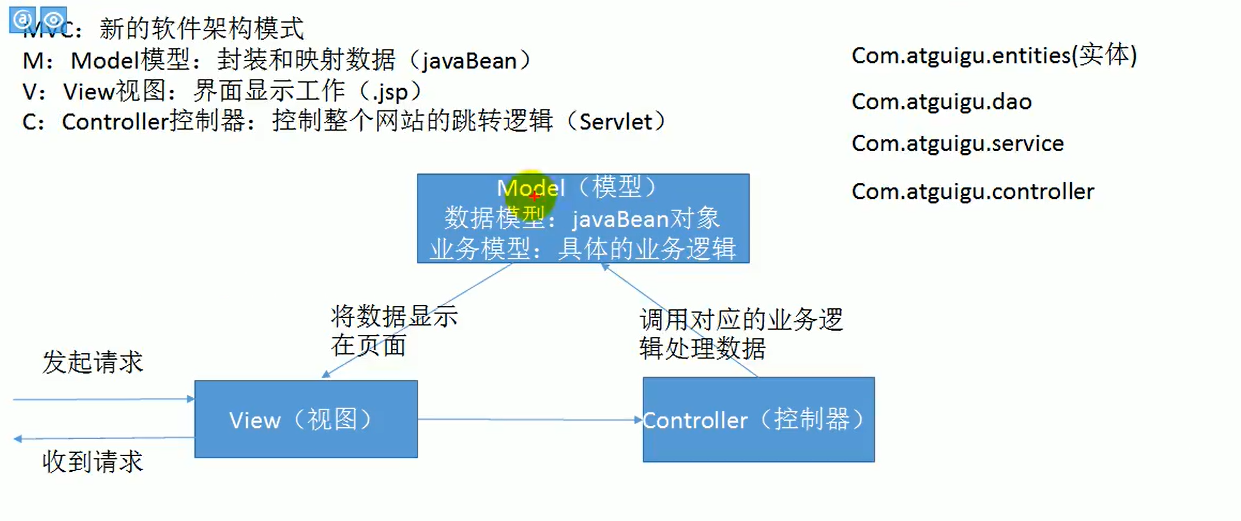 MVC：新的软件架构模式
M：Model模型：封装和映射数据（javaBean）
V：View视图：界面显示工作（.jsp）
C：Controller控制器：控制整个网站的跳转逻辑（Servlet）
Com.atguigu.entities(实体)
Com.atguigu.dao
Com.atguigu.service
Com.atguigu.controller
Model（模型）
数据模型：javaBean对象
业务模型：具体的业务逻辑
将数据显示
在页面
调用对应的业务逻
辑处理数据
发起请求
View（视图）
Controller（控制器）
收到请求